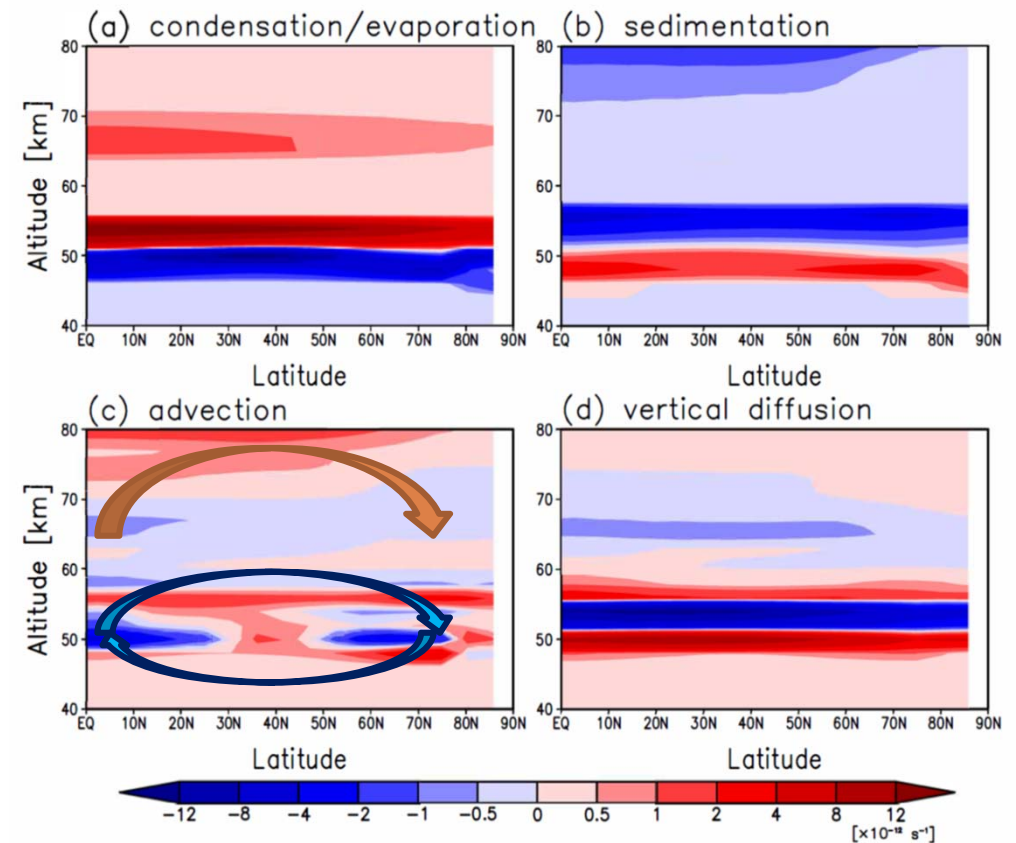 (a) condensation/evaporation (b) sedimentation
80 80
70 70
Altitude [km]
60 60
50 50
40 40
EQ 10N 20N 30N 40N 50N 60N 70N 80N 90N EQ 10N 20N 30N 40N 50N 60N 70N 80N 90N
Latitude Latitude
(c) advection (d) vertical diffusion
80 80
70 70
Altitude [km]
60 60
50 50
40 40
EQ 10N 20N 30N 40N 50N 60N 70N 80N 90N EQ 10N 20N 30N 40N 50N 60N 70N 80N 90N
Latitude Latitude
-12 -8 -4 -2 -1 -0.5 0 0.5 1 2 4 8 12